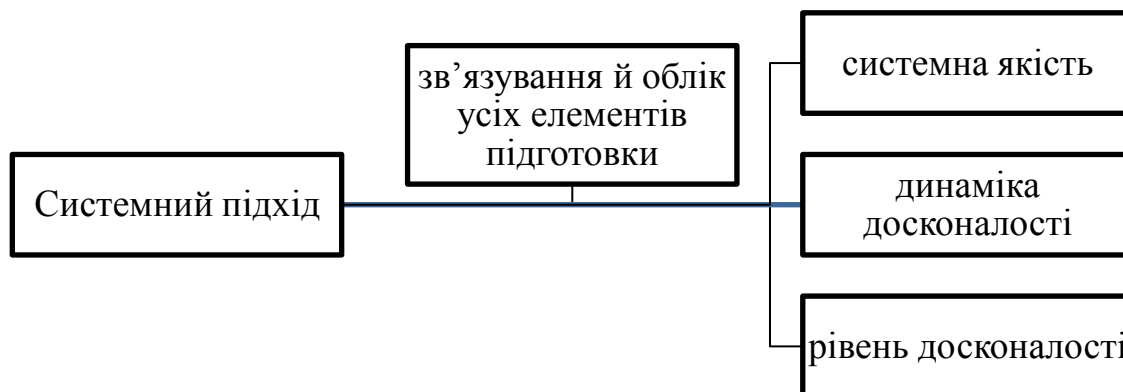 Системний підхід
зв’язування й облік
усіх елементів
підготовки
системна якість
динаміка
досконалості
рівень досконалості